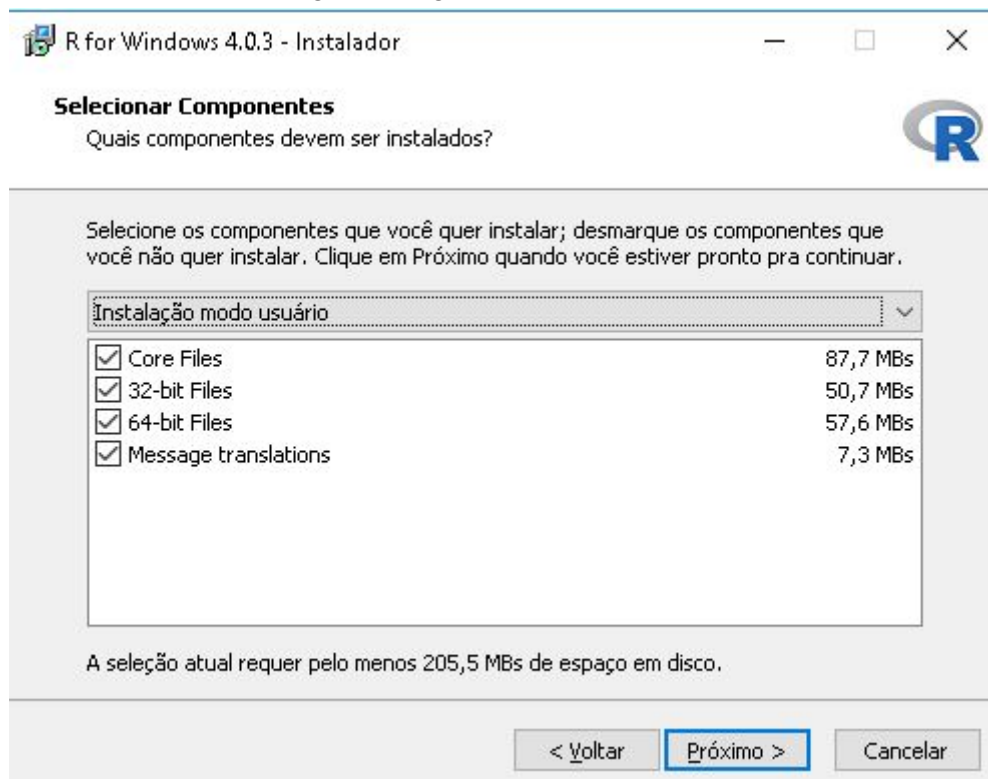 R for Windows 4.0.3 - Instalador
Selecionar Componentes
Quais componentes devem ser instalados?
R
Selecione os componentes que você quer instalar; desmarque os componentes que
você não quer instalar. Clique em Próximo quando você estiver pronto pra continuar.
Instalação modo usuário
Core Files 87,7 MBs
32-bit Files 50,7 MBs
64-bit Files 57,6 MBs
Message translations 7,3 MBs
A seleção atual requer pelo menos 205,5 MBs de espaço em disco.
< Voltar Próximo > Cancelar